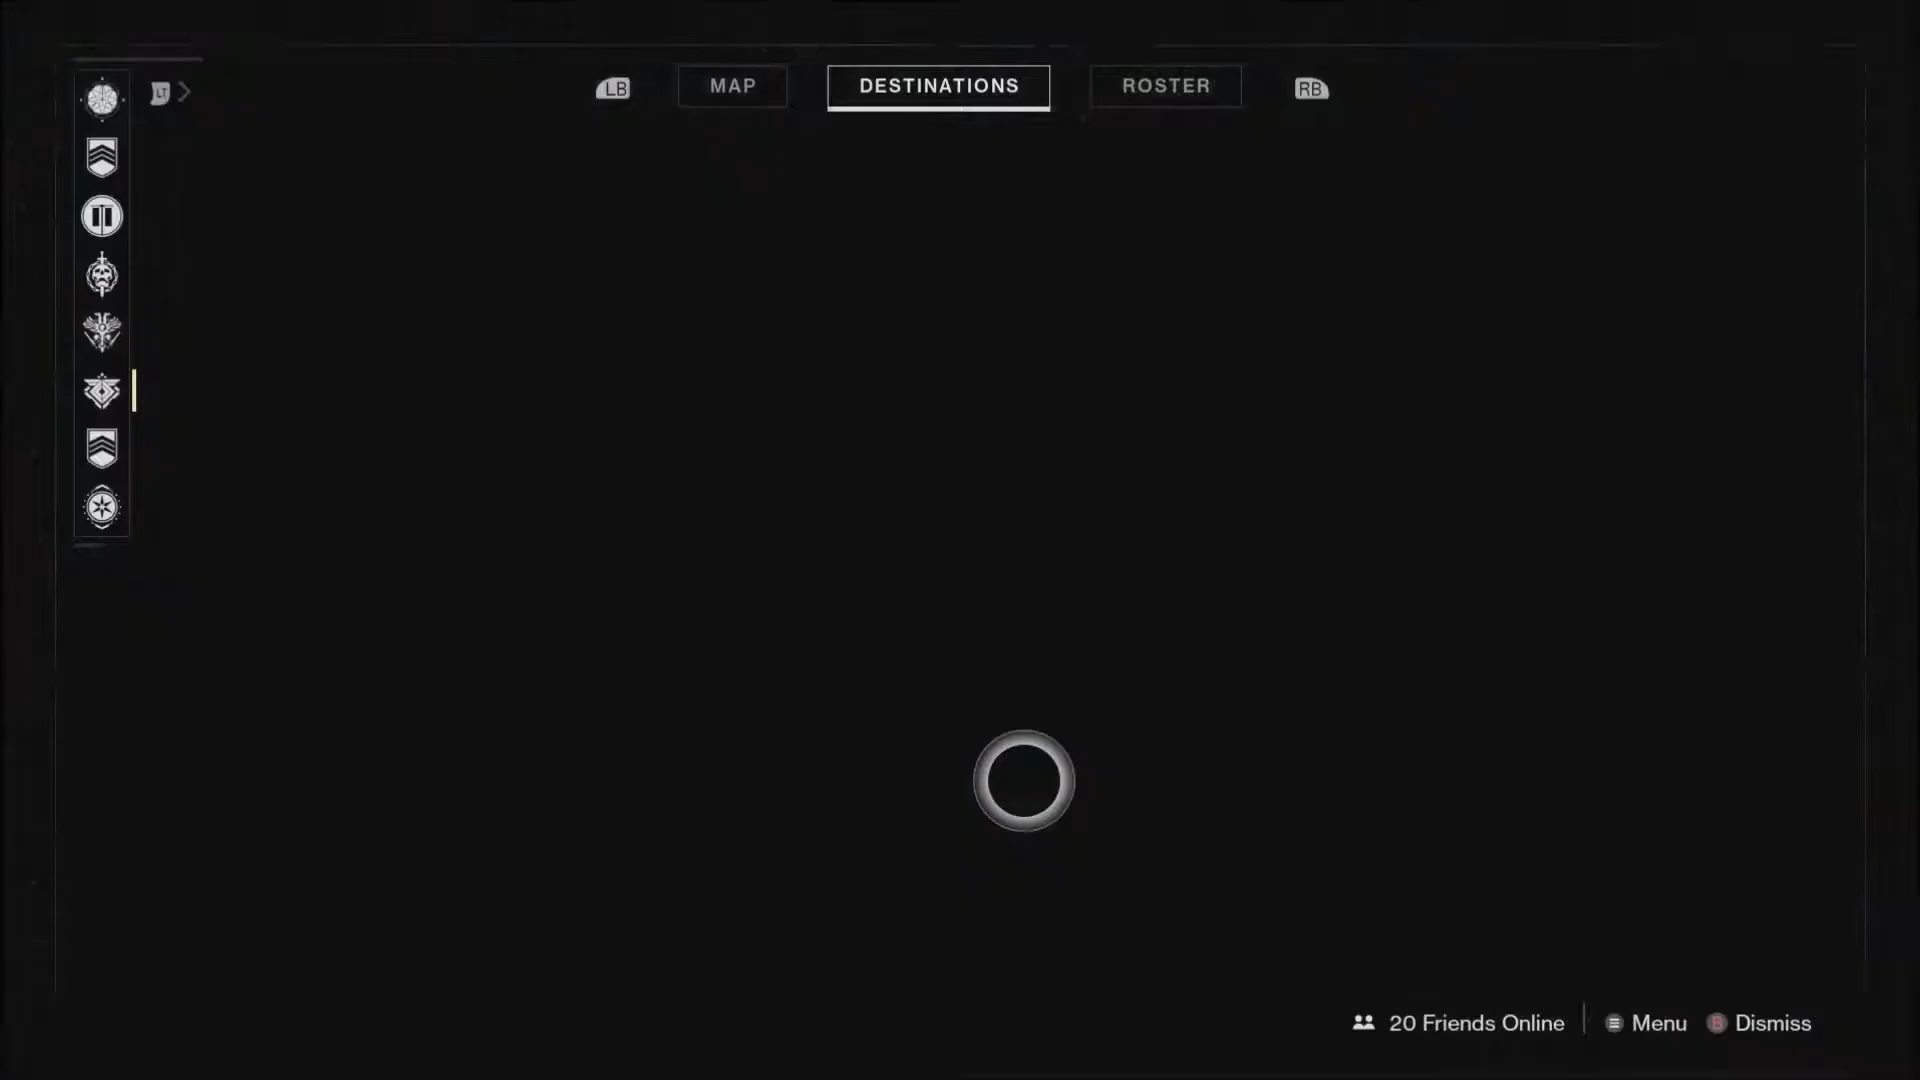 LT
LB
MAP
DESTINATIONS
ROSTER
RB
20 Friends Online
Menu
B Dismiss